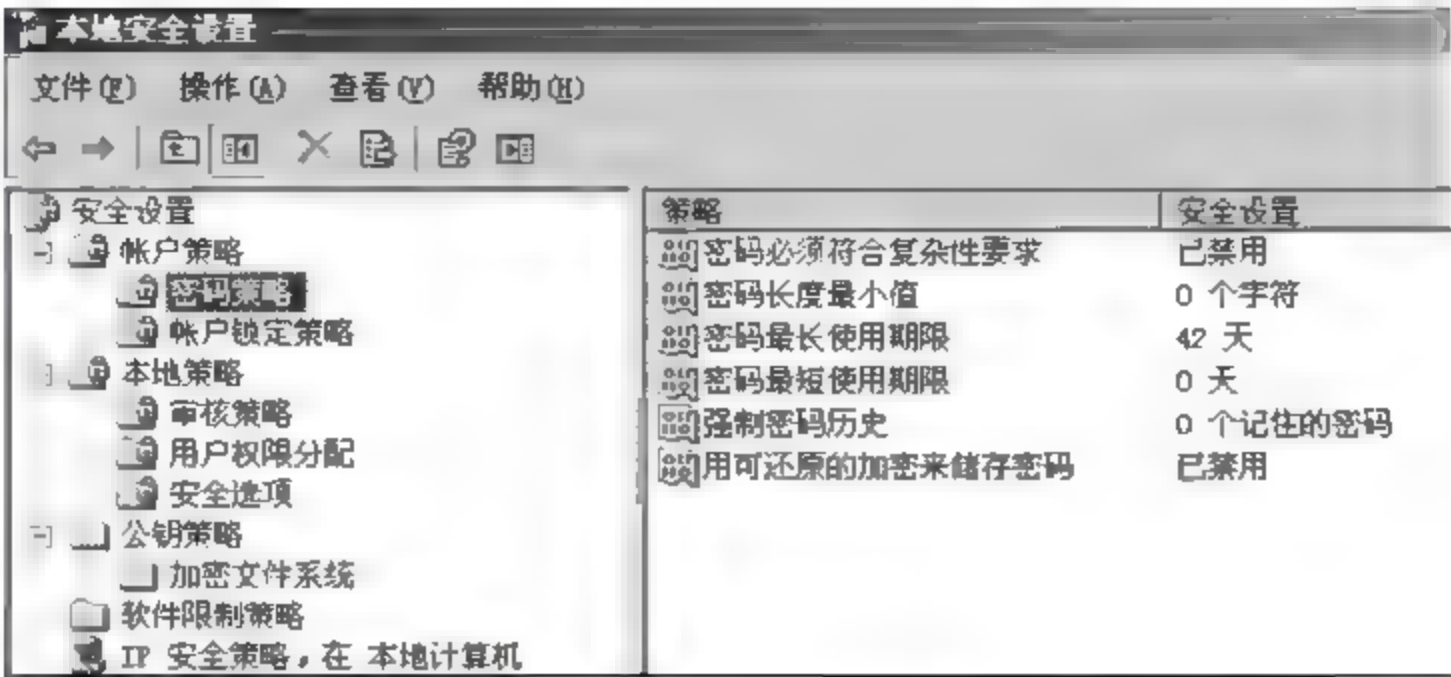 本地安全设置
文件(F) 操作(A) 查看(V) 帮助(H)
安全设置
帐户策略
密码策略
帐户锁定策略
本地策略
审核策略
用户权限分配
安全选项
公钥策略
加密文件系统
软件限制策略
IP 安全策略，在 本地计算机
策略 安全设置
密码必须符合复杂性要求 已禁用
密码长度最小值 0 个字符
密码最长使用期限 42 天
密码最短使用期限 0 天
强制密码历史 0 个记住的密码
用可还原的加密来储存密码 已禁用